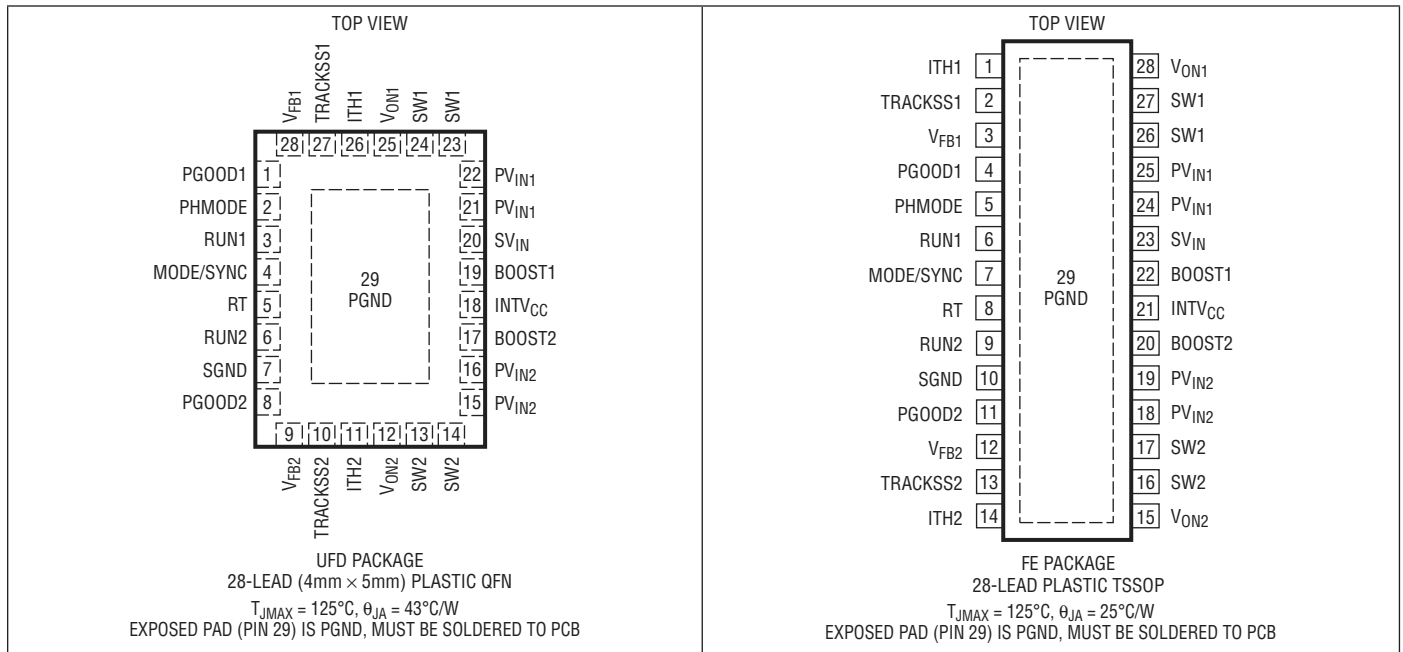 TOP VIEW
VFB1
TRACKSS1
ITH1
VON1
SW1
SW1
28 27 26 25 24 23
PGOOD1 1
PHMODE 2
RUN1 3
MODE/SYNC 4
RT 5
RUN2 6
SGND 7
PGOOD2 8
29
PGND
22 PVIN1
21 PVIN1
20 SVIN
19 BOOST1
18 INTVCC
17 BOOST2
16 PVIN2
15 PVIN2
9 10 11 12 13 14
VFB2
TRACKSS2
ITH2
VON2
SW2
SW2
UFD PACKAGE
28-LEAD (4mm × 5mm) PLASTIC QFN
TJMAX = 125°C, θJA = 43°C/W
EXPOSED PAD (PIN 29) IS PGND, MUST BE SOLDERED TO PCB
TOP VIEW
ITH1 1
TRACKSS1 2
VFB1 3
PGOOD1 4
PHMODE 5
RUN1 6
MODE/SYNC 7
RT 8
RUN2 9
SGND 10
PGOOD2 11
VFB2 12
TRACKSS2 13
ITH2 14
29
PGND
28 VON1
27 SW1
26 SW1
25 PVIN1
24 PVIN1
23 SVIN
22 BOOST1
21 INTVCC
20 BOOST2
19 PVIN2
18 PVIN2
17 SW2
16 SW2
15 VON2
FE PACKAGE
28-LEAD PLASTIC TSSOP
TJMAX = 125°C, θJA = 25°C/W
EXPOSED PAD (PIN 29) IS PGND, MUST BE SOLDERED TO PCB